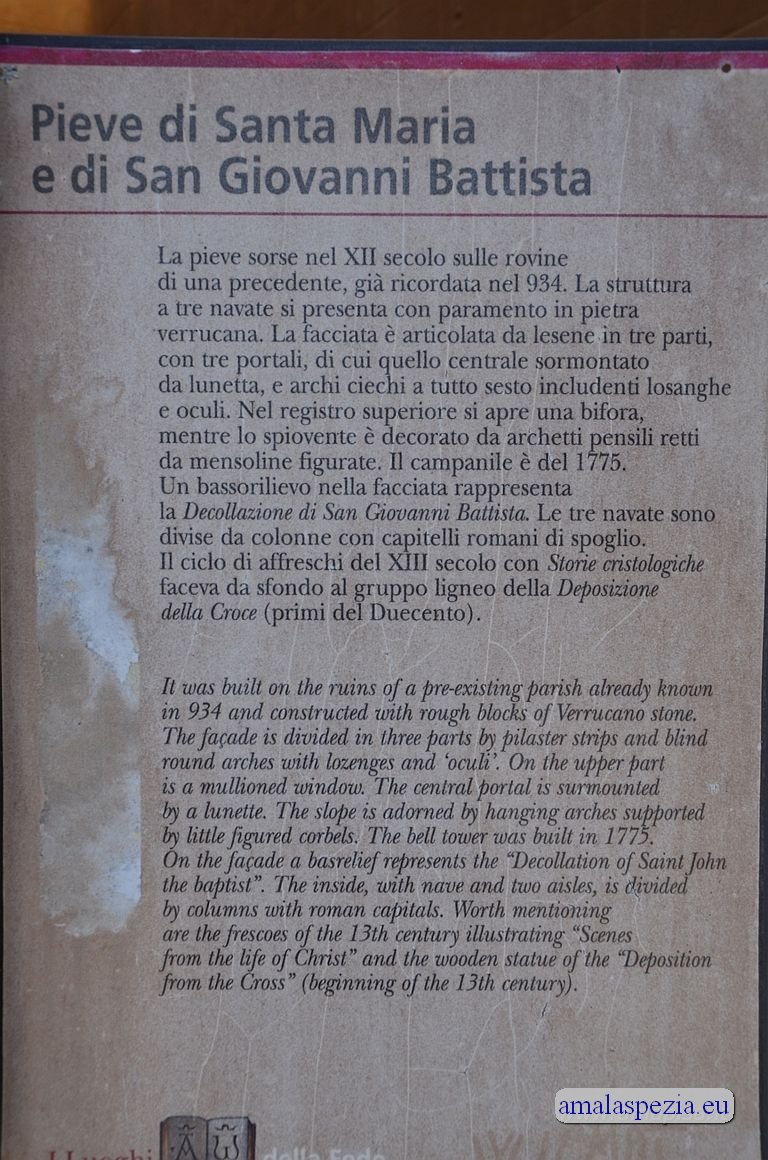 Pieve di Santa Maria
e di San Giovanni Battista
La pieve sorse nel XII secolo sulle rovine
di una precedente, già ricordata nel 934. La struttura
a tre navate si presenta con paramento in pietra
verrucana. La facciata è articolata da lesene in tre parti,
con tre portali, di cui quello centrale sormontato
da lunetta, e archi ciechi a tutto sesto includenti losanghe
e oculi. Nel registro superiore si apre una bifora,
mentre lo spiovente è decorato da archetti pensili retti
da mensoline figurate. Il campanile è del 1775.
Un bassorilievo nella facciata rappresenta
la Decollazione di San Giovanni Battista. Le tre navate sono
divise da colonne con capitelli romani di spoglio.
Il ciclo di affreschi del XIII secolo con Storie cristologiche
faceva da sfondo al gruppo ligneo della Deposizione
della Croce (primi del Duecento).
It was built on the ruins of a pre-existing parish already known
in 934 and constructed with rough blocks of Verrucano stone.
The façade is divided in three parts by pilaster strips and blind
round arches with lozenges and ‘oculi’. On the upper part
is a mullioned window. The central portal is surmounted
by a lunette. The slope is adorned by hanging arches supported
by little figured corbels. The bell tower was built in 1775.
On the façade a basrelief represents the “Decollation of Saint John
the baptist”. The inside, with nave and two aisles, is divided
by columns with roman capitals. Worth mentioning
are the frescoes of the 13th century illustrating “Scenes
from the life of Christ” and the wooden statue of the “Deposition
from the Cross” (beginning of the 13th century).
amalaspezia.eu
I Luoghi della Fede